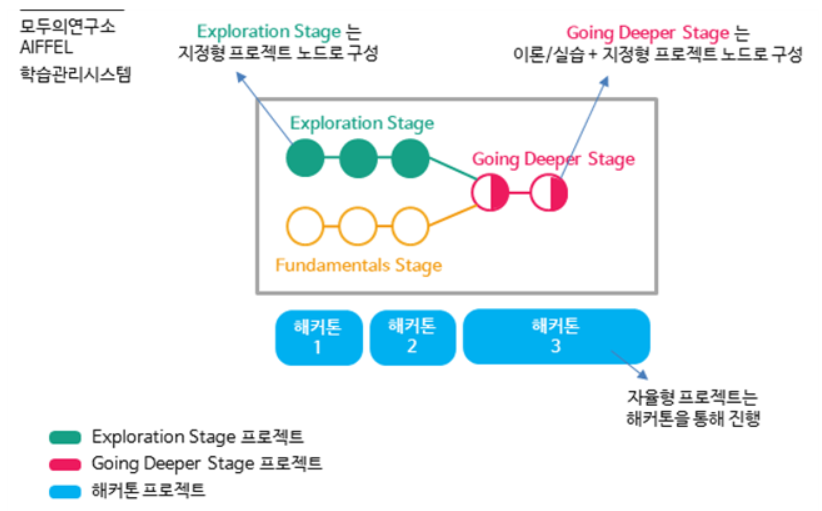 모두의연구소
AIFFEL
학습관리시스템
Exploration Stage 는
지정형 프로젝트 노드로 구성
Going Deeper Stage 는
이론/실습 + 지정형 프로젝트 노드로 구성
Exploration Stage
Going Deeper Stage
Fundamentals Stage
해커톤
1
해커톤
2
해커톤
3
자율형 프로젝트는
해커톤을 통해 진행
Exploration Stage 프로젝트
Going Deeper Stage 프로젝트
해커톤 프로젝트